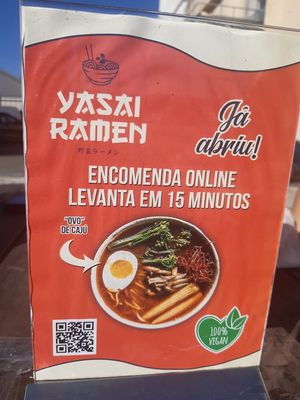 YASAI
RAMEN
野菜ラーメン
Já
abriu!
ENCOMENDA ONLINE
LEVANTA EM 15 MINUTOS
"OVO"
DE CAJÚ
100%
VEGAN